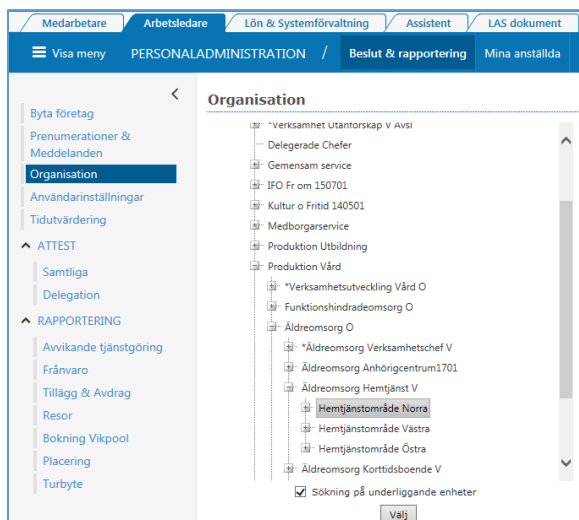 Medarbetare Arbetsledare Lön & Systemförvaltning Assistent LAS dokument
Visa meny PERSONALADMINISTRATION / Beslut & rapportering Mina anställda
Byta företag
Prenumerationer &
Meddelanden
Organisation
Användarinställningar
Tidutvärdering
ATTEST
Samtliga
Delegation
RAPPORTERING
Avvikande tjänstgöring
Frånvaro
Tillägg & Avdrag
Resor
Bokning Vikpool
Placering
Turbyte
Organisation
*Verksamhet Utanförskap V Avsl
Delegerade Chefer
Gemensam service
IFO Fr om 150701
Kultur o Fritid 140501
Medborgarservice
Produktion Utbildning
Produktion Vård
*Verksamhetsutveckling Vård O
Funktionshindradeomsorg O
Äldreomsorg O
*Äldreomsorg Verksamhetschef V
Äldreomsorg Anhörigcentrum1701
Äldreomsorg Hemtjänst V
Hemtjänstområde Norra
Hemtjänstområde Västra
Hemtjänstområde Östra
Äldreomsorg Korttidsboende V
Sökning på underliggande enheter
Välj